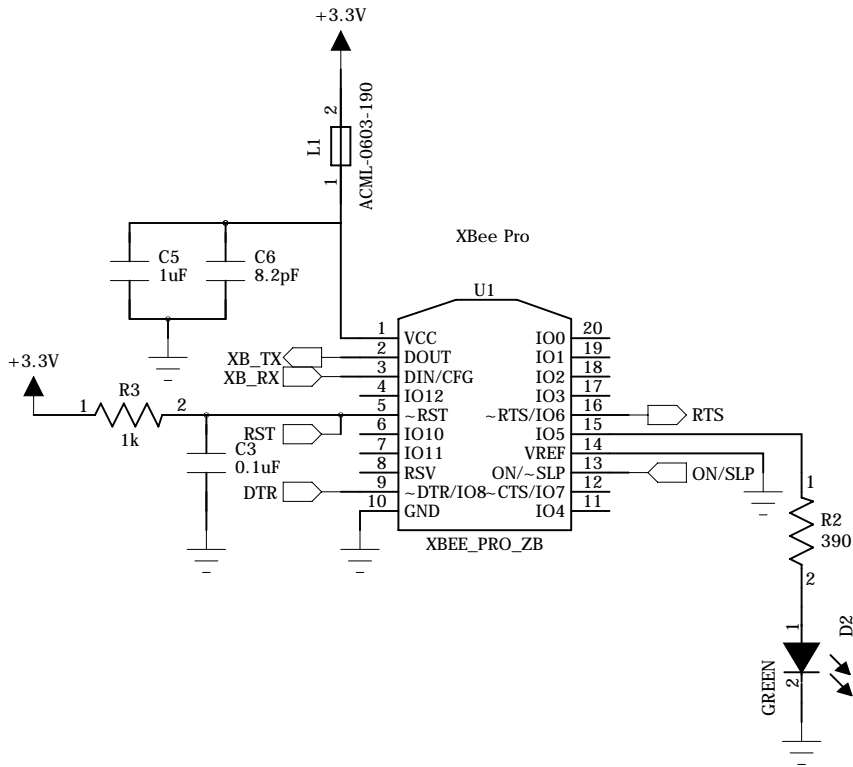 +3.3V
2
L1
ACML-0603-190
1
XBee Pro
C5
1uF
C6
8.2pF
U1
1 VCC IO0 20
XB_TX 2 DOUT IO1 19
XB_RX 3 DIN/CFG IO2 18
4 IO12 IO3 17
+3.3V
1 R3 2
1k
5 ~RST ~RTS/IO6 16 RTS
RST 6 IO10 IO5 15
C3
0.1uF
7 IO11 VREF 14
8 RSV ON/~SLP 13 ON/SLP
DTR 9 ~DTR/IO8 ~CTS/IO7 12
10 GND IO4 11
XBEE_PRO_ZB
1
R2
390
2
1
D2
GREEN
2